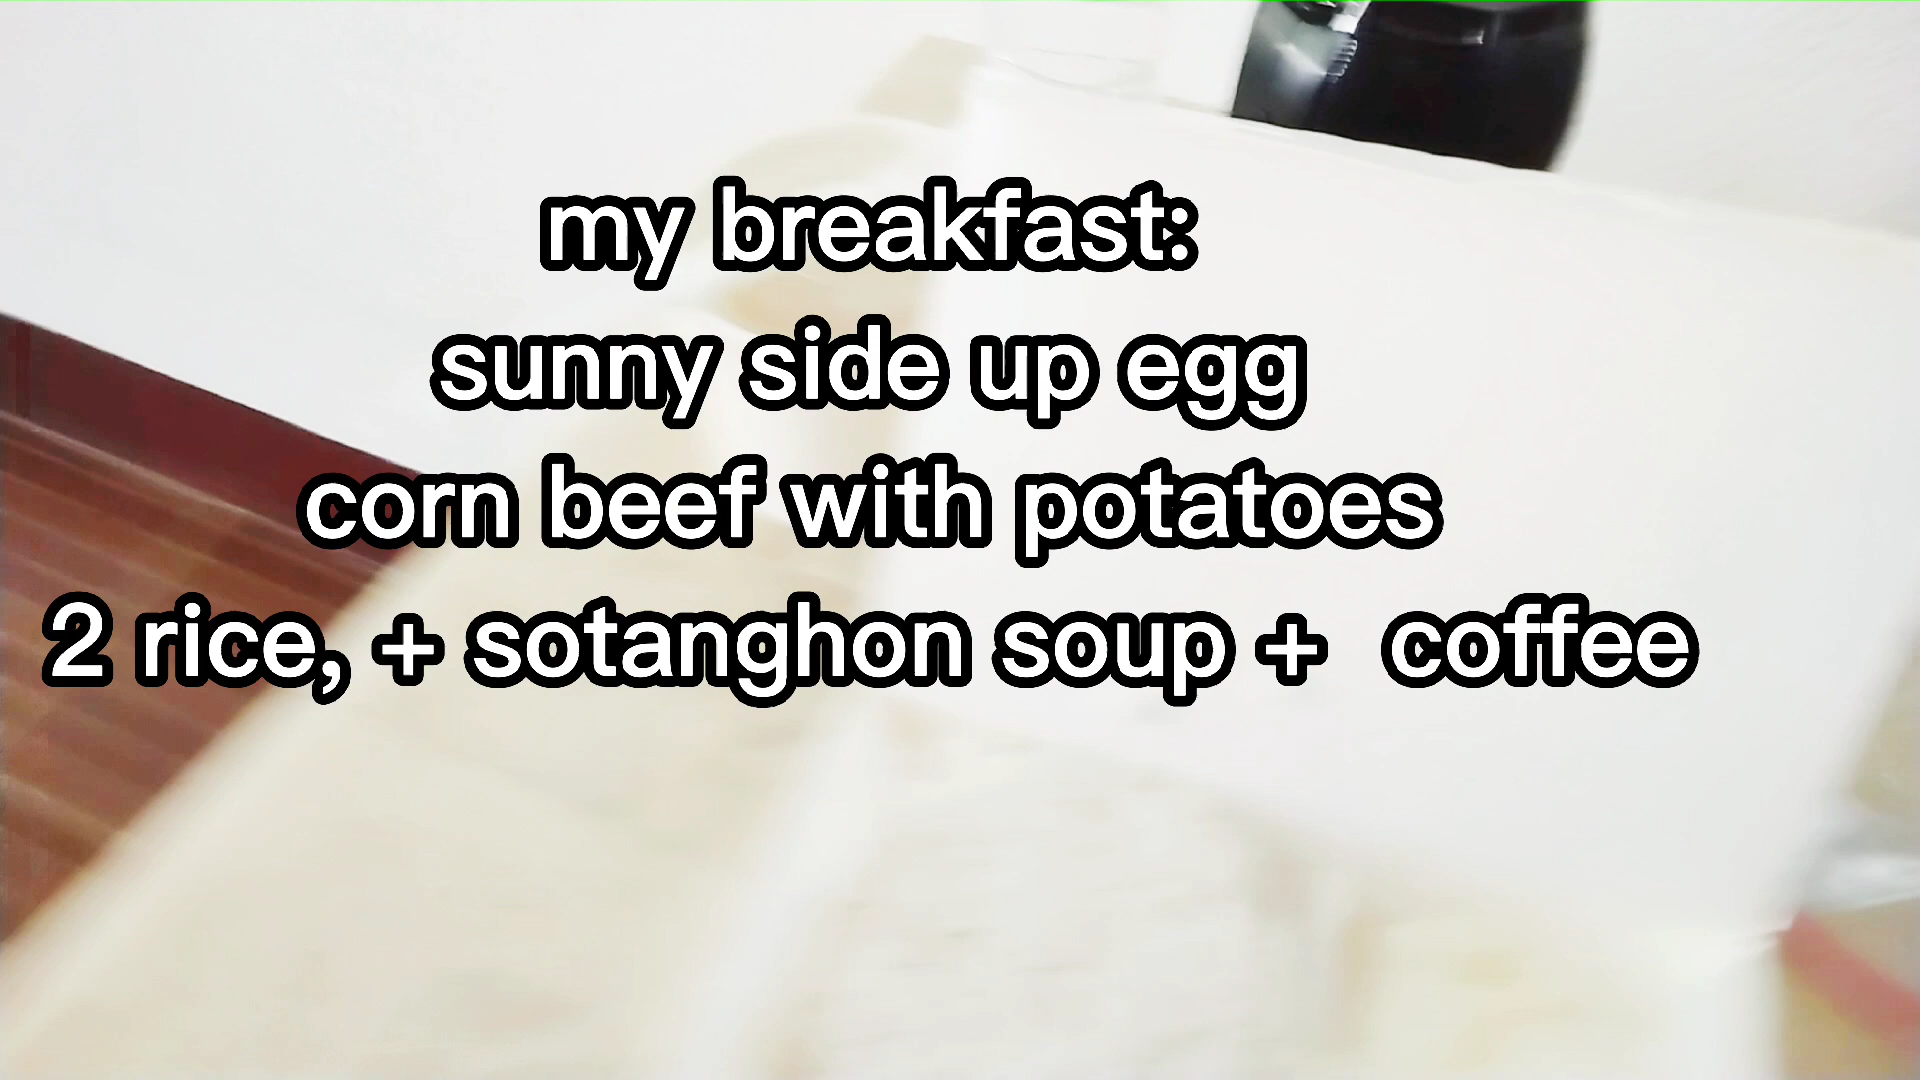 my breakfast:
sunny side up egg
corn beef with potatoes
2 rice, + sotanghon soup + coffee